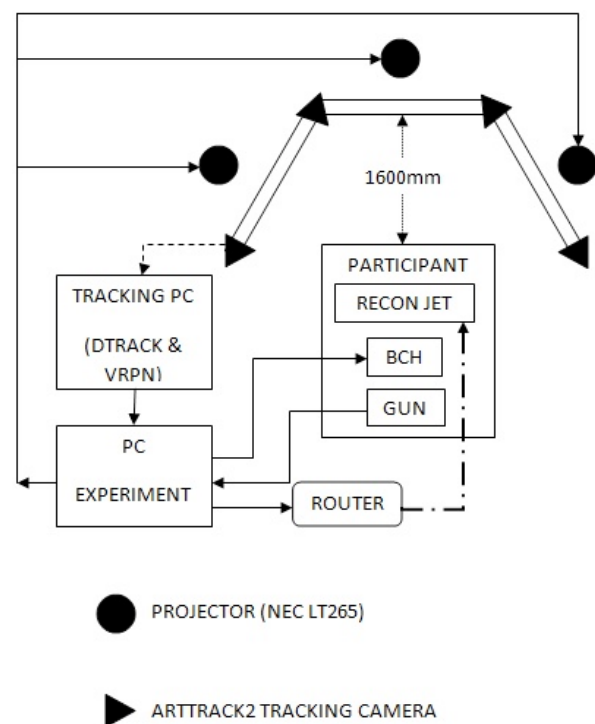 1600mm
PARTICIPANT
RECON JET
BCH
GUN
TRACKING PC
(DTRACK &
VRPN)
PC
EXPERIMENT
ROUTER
PROJECTOR (NEC LT265)
ARTTRACK2 TRACKING CAMERA